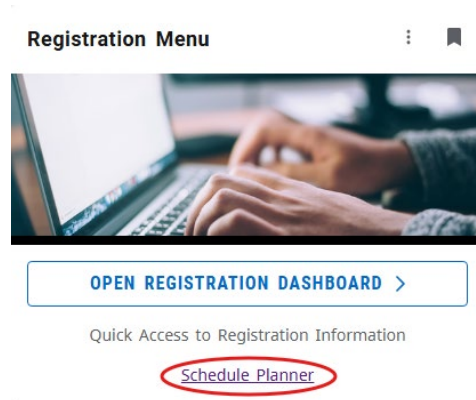 Registration Menu
OPEN REGISTRATION DASHBOARD
Quick Access to Registration Information
Schedule Planner